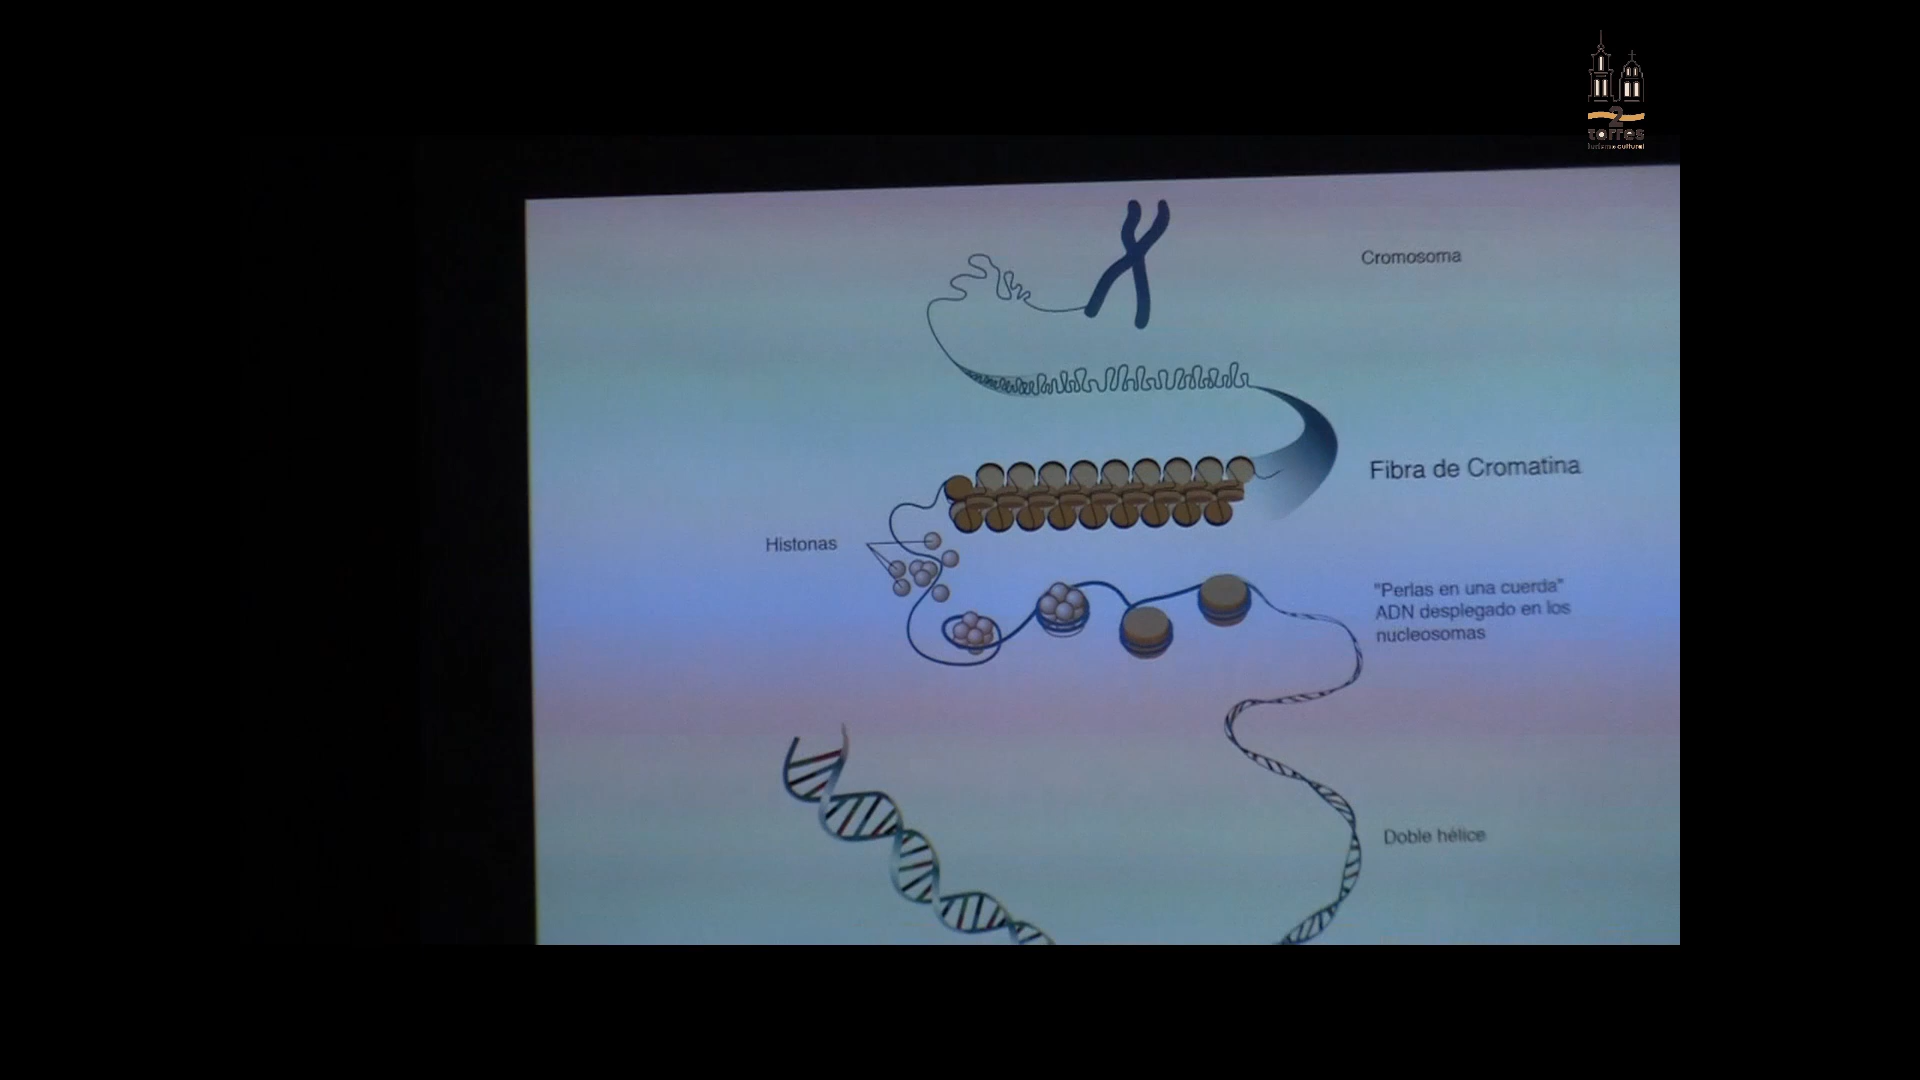 2
torres
turismo cultural
Cromosoma
Fibra de Cromatina
Histonas
"Perlas en una cuerda"
ADN desplegado en los
nucleosomas
Doble hélice